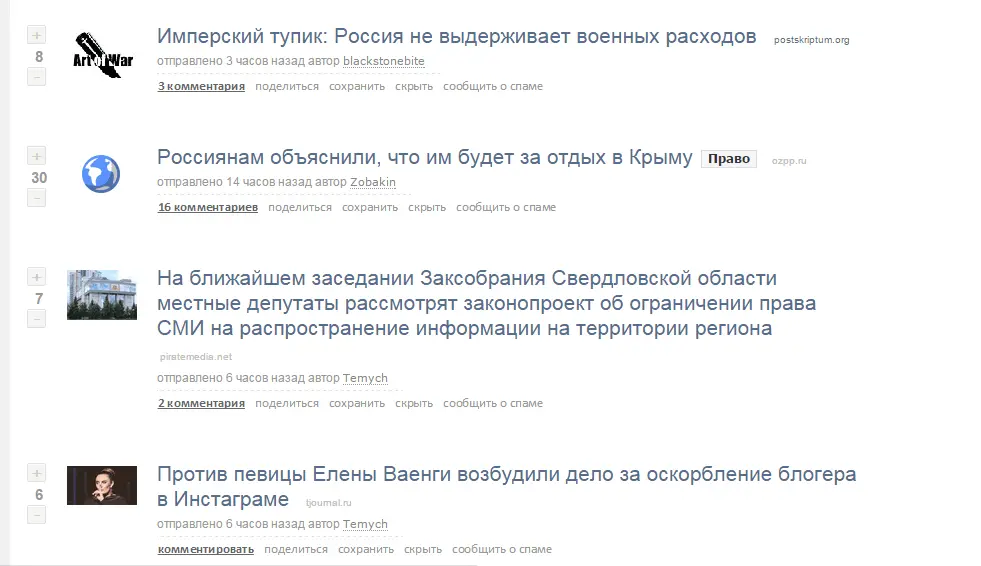 Имперский тупик: Россия не выдерживает военных расходов postskriptum.org
8
Art of War
отправлено 3 часов назад автор blackstonebite
3 комментария поделиться сохранить скрыть сообщить о спаме
Россиянам объяснили, что им будет за отдых в Крыму Право ozpp.ru
30
отправлено 14 часов назад автор Zobakin
16 комментариев поделиться сохранить скрыть сообщить о спаме
На ближайшем заседании Заксобрания Свердловской области
местные депутаты рассмотрят законопроект об ограничении права
7
СМИ на распространение информации на территории региона
piratemedia.net
отправлено 6 часов назад автор Temych
2 комментария поделиться сохранить скрыть сообщить о спаме
Против певицы Елены Ваенги возбудили дело за оскорбление блогера
6
в Инстаграме tjournal.ru
отправлено 6 часов назад автор Temych
комментировать поделиться сохранить скрыть сообщить о спаме